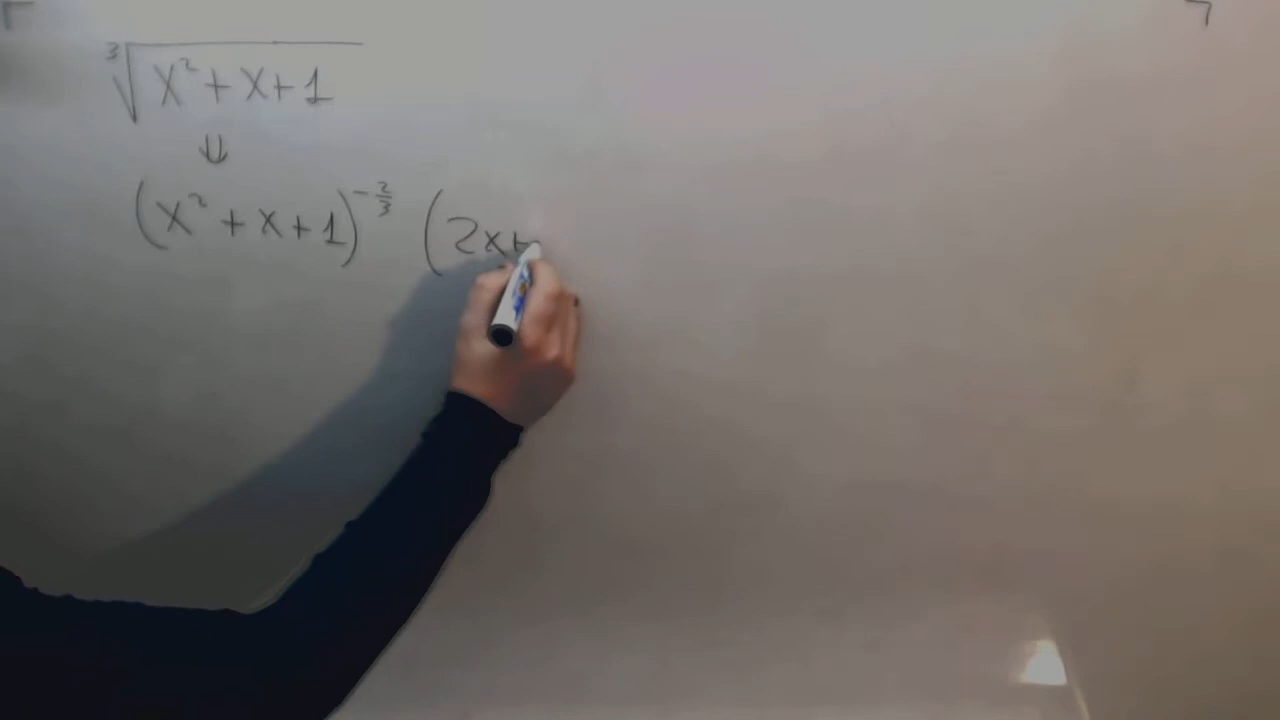 ∛(x² + x + 1)
⇓
(x² + x + 1)^(-2/3) (2x+